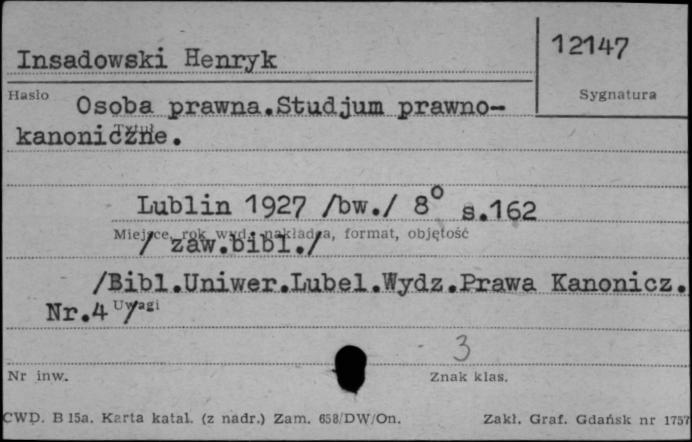 Insadowski Henryk
12147
Hasło
Sygnatura
Osoba prawna.Studjum prawno-
Tytuł
kanoniczne.
Lublin 1927 /bw./ 8° s.162
Miejsce, rok wyd., nakładca, format, objętość
/ zaw.bibl./
/Bibl.Uniwer.Lubel.Wydz.Prawa Kanonicz.
Nr.4 /
Uwagi
3
Nr inw.
Znak klas.
CWD. B 15a. Karta katal. (z nadr.) Zam. 658/DW/On.
Zakł. Graf. Gdańsk nr 1757